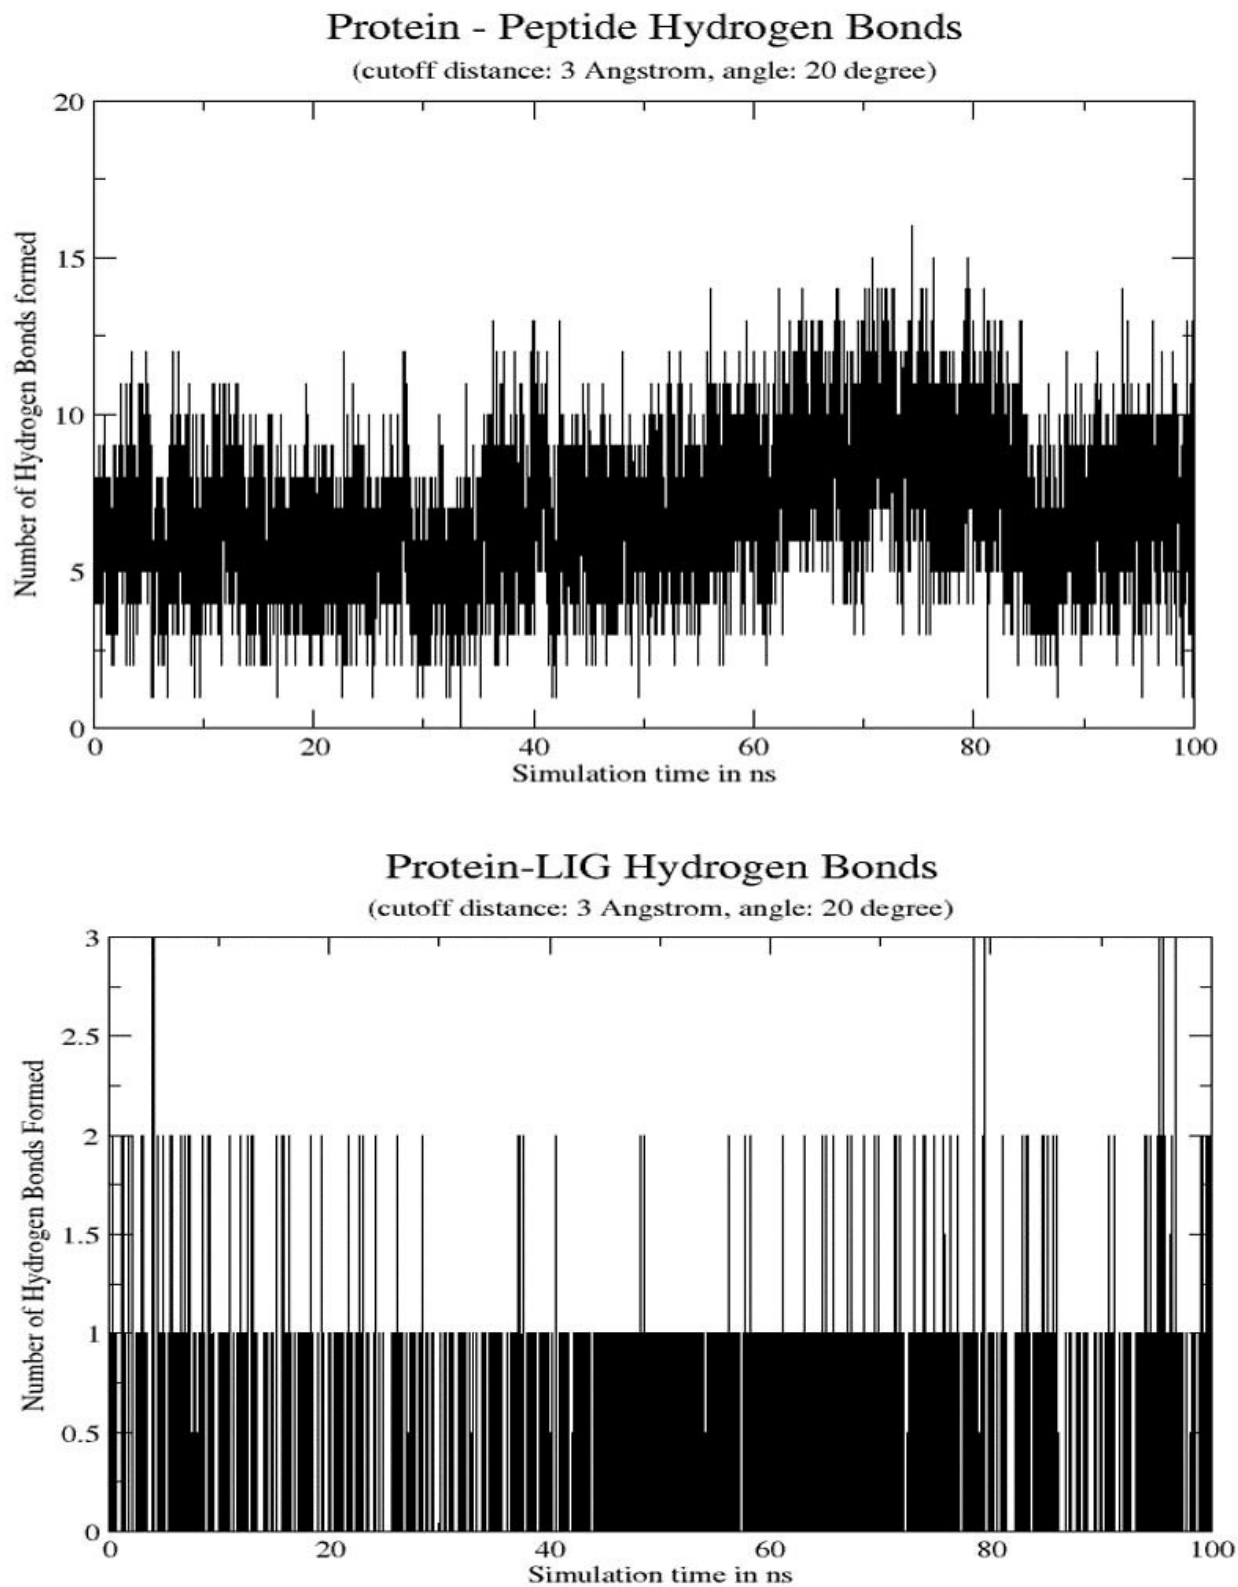 Protein - Peptide Hydrogen Bonds
(cutoff distance: 3 Angstrom, angle: 20 degree)
20
15
10
5
0
Number of Hydrogen Bonds formed
0 20 40 60 80 100
Simulation time in ns
Protein-LIG Hydrogen Bonds
(cutoff distance: 3 Angstrom, angle: 20 degree)
3
2.5
2
1.5
1
0.5
0
Number of Hydrogen Bonds Formed
0 20 40 60 80 100
Simulation time in ns